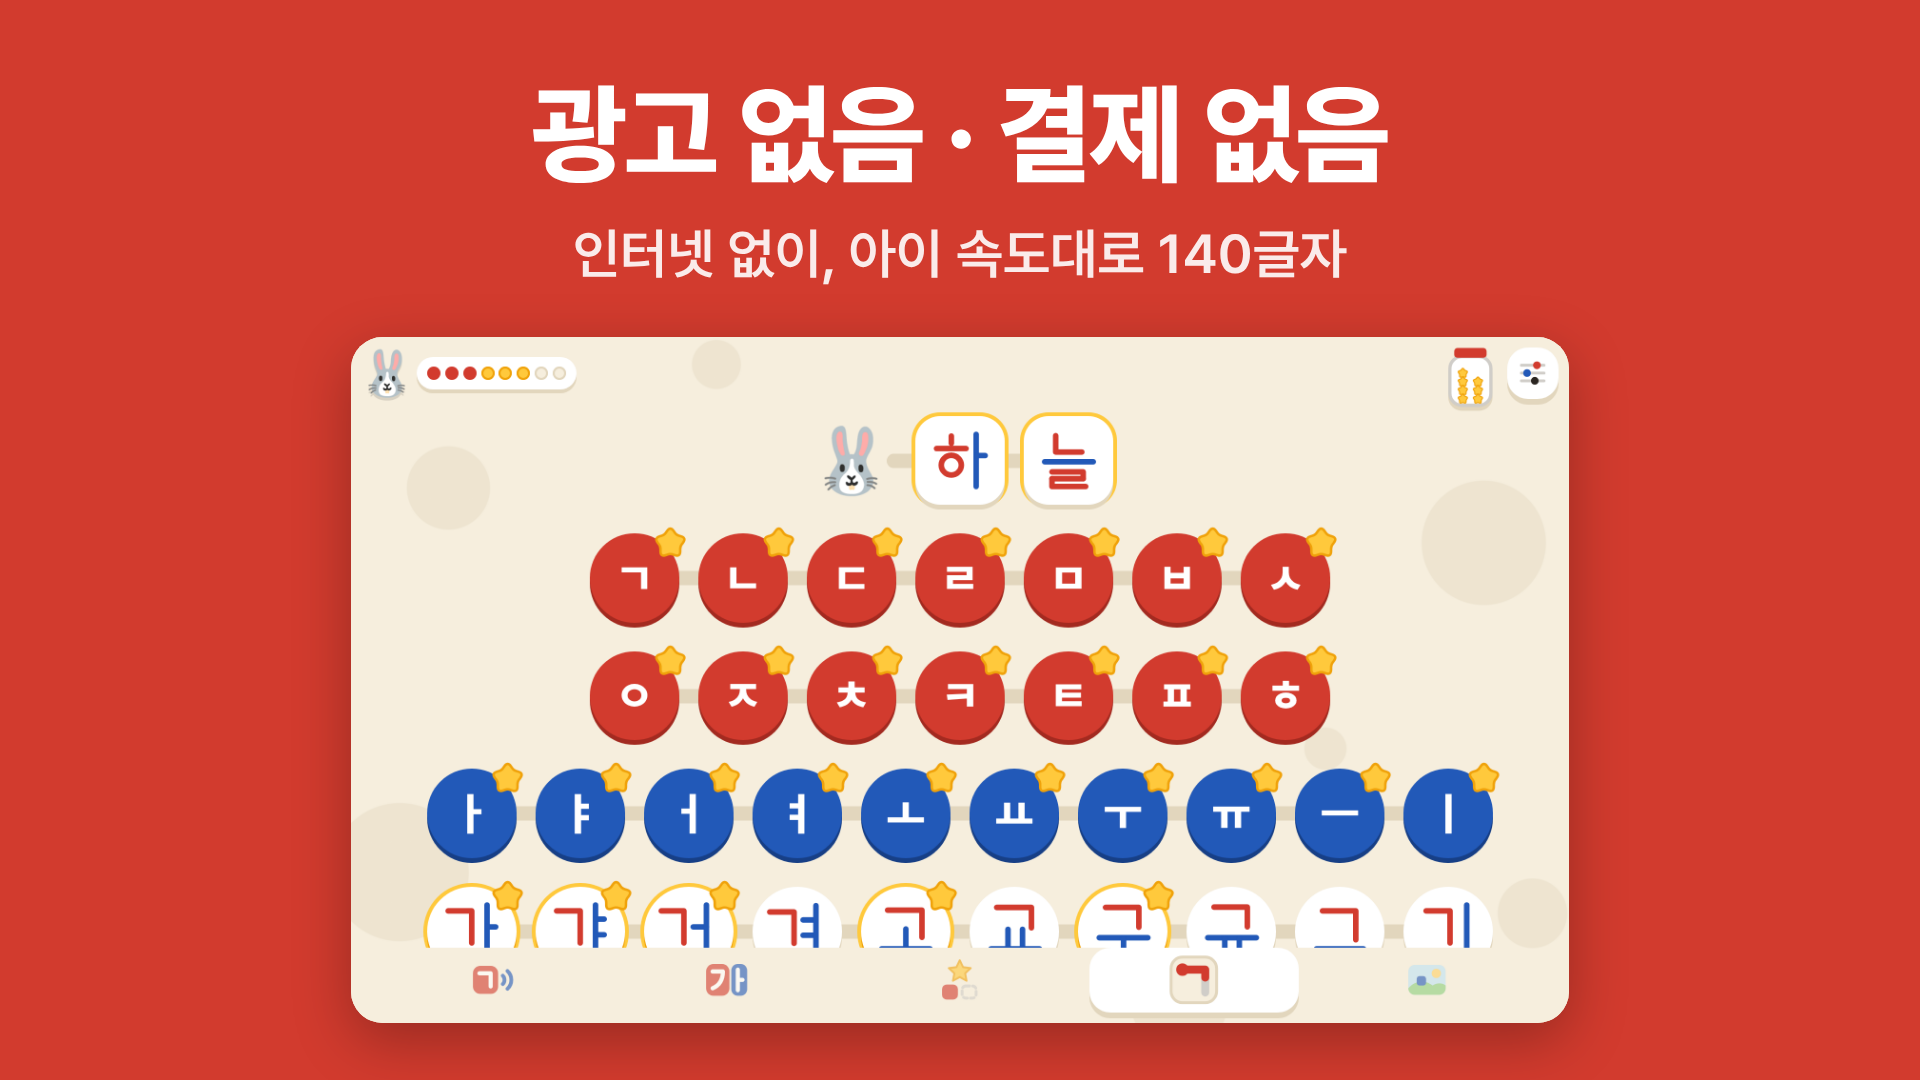 광고 없음 · 결제 없음
인터넷 없이, 아이 속도대로 140글자
하 늘
ㄱ ㄴ ㄷ ㄹ ㅁ ㅂ ㅅ
ㅇ ㅈ ㅊ ㅋ ㅌ ㅍ ㅎ
ㅏ ㅑ ㅓ ㅕ ㅗ ㅛ ㅜ ㅠ ㅡ ㅣ
가 갸 거 겨 고 교 구 규 그 기
ㄱ 가 ㄱ